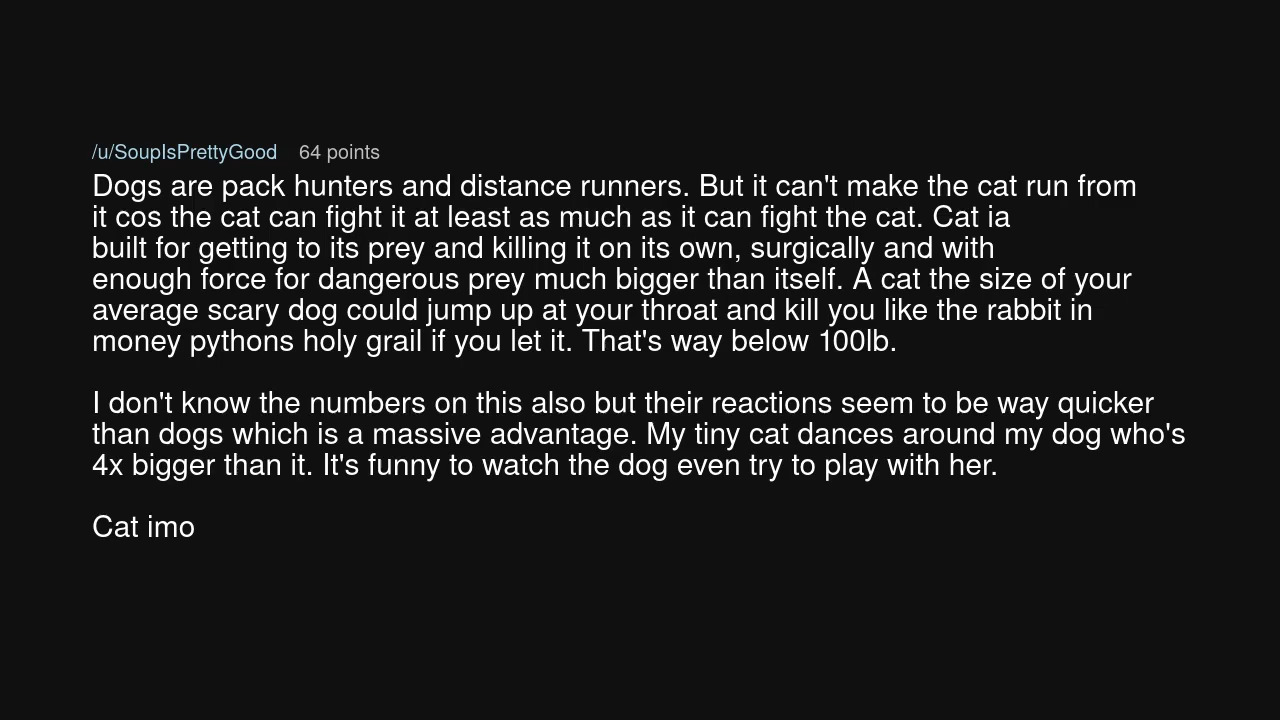 /u/SoupIsPrettyGood 64 points
Dogs are pack hunters and distance runners. But it can't make the cat run from
it cos the cat can fight it at least as much as it can fight the cat. Cat ia
built for getting to its prey and killing it on its own, surgically and with
enough force for dangerous prey much bigger than itself. A cat the size of your
average scary dog could jump up at your throat and kill you like the rabbit in
money pythons holy grail if you let it. That's way below 100lb.
I don't know the numbers on this also but their reactions seem to be way quicker
than dogs which is a massive advantage. My tiny cat dances around my dog who's
4x bigger than it. It's funny to watch the dog even try to play with her.
Cat imo